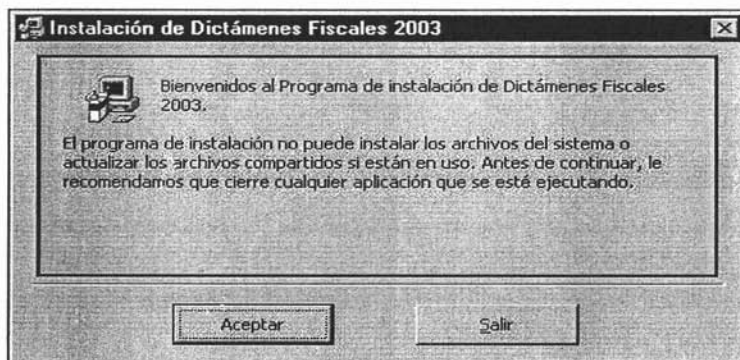 Instalación de Dictámenes Fiscales 2003
Bienvenidos al Programa de instalación de Dictámenes Fiscales
2003.
El programa de instalación no puede instalar los archivos del sistema o
actualizar los archivos compartidos si están en uso. Antes de continuar, le
recomendamos que cierre cualquier aplicación que se esté ejecutando.
Aceptar
Salir